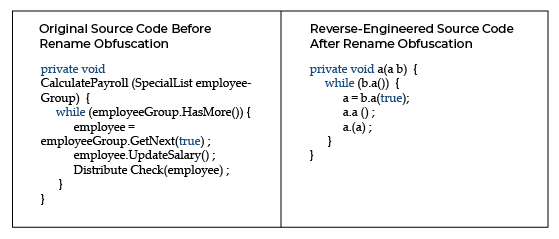 Original Source Code Before
Rename Obfuscation
private void
CalculatePayroll (SpecialList employee-
Group) {
while (employeeGroup.HasMore()) {
employee =
employeeGroup.GetNext(true) ;
employee.UpdateSalary() ;
Distribute Check(employee) ;
}
}
Reverse-Engineered Source Code
After Rename Obfuscation
private void a(a b) {
while (b.a()) {
a = b.a(true);
a.a () ;
a.(a) ;
}
}